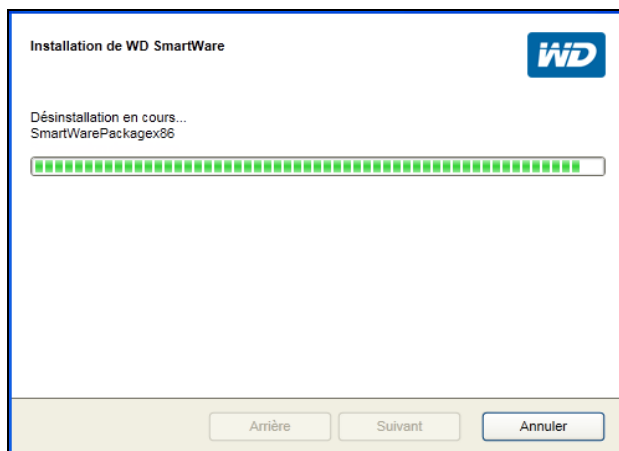 Installation de WD SmartWare
WD
Désinstallation en cours...
SmartWarePackagex86
Arrière
Suivant
Annuler